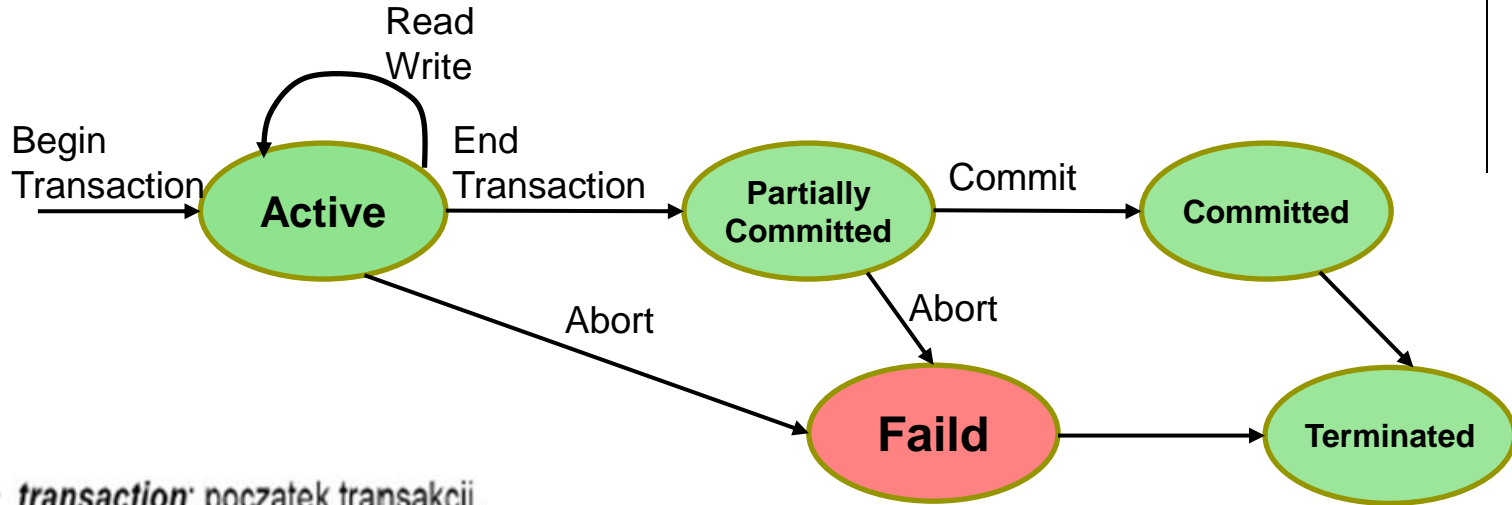 Read
Write
Begin
Transaction
End
Transaction
Active
Partially
Committed
Commit
Committed
Abort
Abort
Faild
Terminated
transaction: początek transakcji